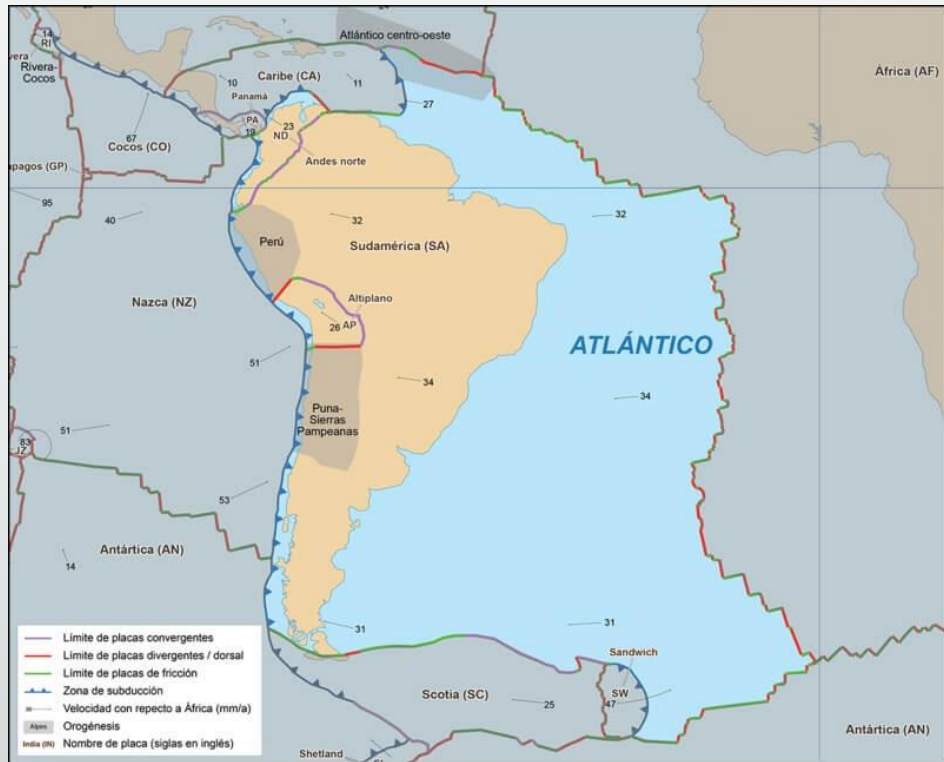 14
RI
Rivera-
Cocos
67
Cocos (CO)
10
Caribe (CA)
11
Panamá
PA
19
23
ND
Andes norte
27
Atlántico centro-oeste
África (AF)
apagos (GP)
95
40
32
32
Perú
Sudamérica (SA)
Nazca (NZ)
Altiplano
26
AP
ATLÁNTICO
51
34
34
Puna-
Sierras
Pampeanas
51
83
JZ
53
Antártica (AN)
14
31
31
Sandwich
SW
47
Scotia (SC)
25
Antártica (AN)
Shetland
Límite de placas convergentes
Límite de placas divergentes / dorsal
Límite de placas de fricción
Zona de subducción
Velocidad con repecto a África (mm/a)
Alpes
Orogénesis
India (IN)
Nombre de placa (siglas en inglés)